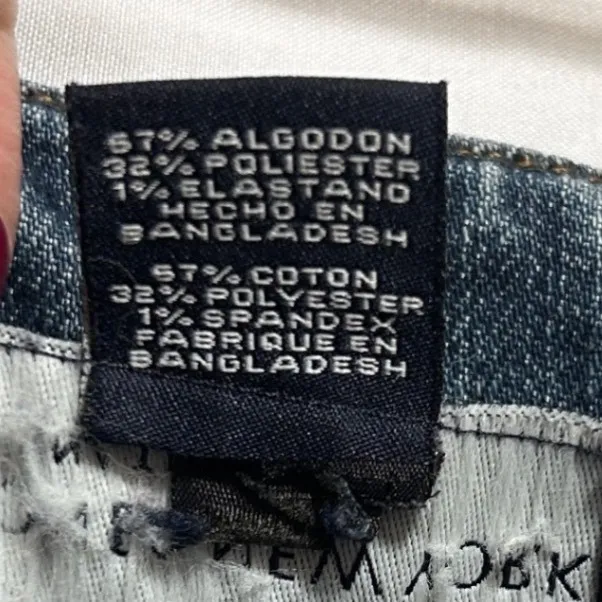 67% ALGODON
32% POLIESTER
1% ELASTANO
HECHO EN
BANGLADESH
67% COTON
32% POLYESTER
1% SPANDEX
FABRIQUE EN
BANGLADESH